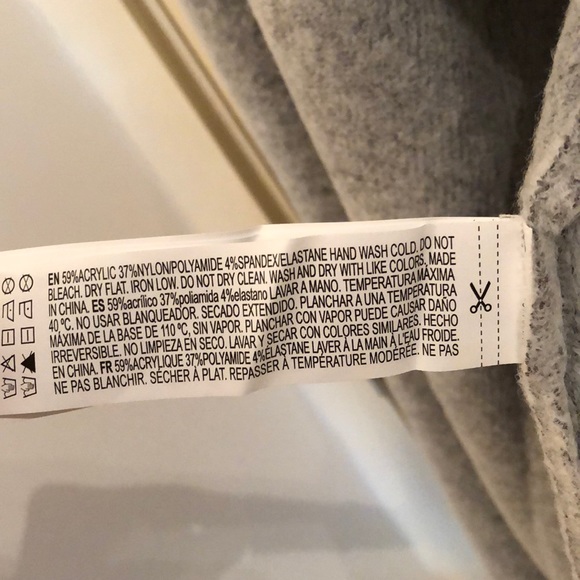 EN 59%ACRYLIC 37%NYLON/POLYAMIDE 4%SPANDEX/ELASTANE HAND WASH COLD. DO NOT
BLEACH. DRY FLAT. IRON LOW. DO NOT DRY CLEAN. WASH AND DRY WITH LIKE COLORS. MADE
IN CHINA. ES 59%acrilico 37%poliamida 4%elastano LAVAR A MANO. TEMPERATURA MÁXIMA
40 ºC. NO USAR BLANQUEADOR. SECADO EXTENDIDO. PLANCHAR A UNA TEMPERATURA
MÁXIMA DE LA BASE DE 110 ºC, SIN VAPOR. PLANCHAR CON VAPOR PUEDE CAUSAR DAÑO
IRREVERSIBLE. NO LIMPIEZA EN SECO. LAVAR Y SECAR CON COLORES SIMILARES. HECHO
EN CHINA. FR 59%ACRYLIQUE 37%POLYAMIDE 4%ÉLASTANE LAVER À LA MAIN À L'EAU FROIDE.
NE PAS BLANCHIR. SÉCHER À PLAT. REPASSER À TEMPÉRATURE MODÉRÉE. NE PAS